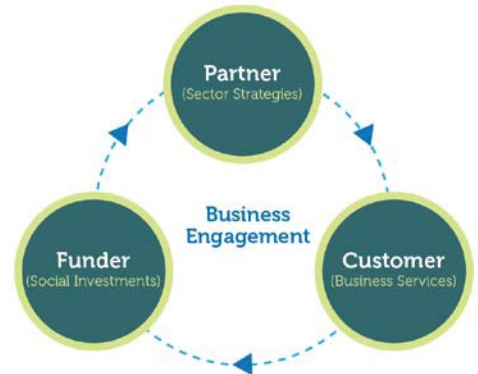 Partner
(Sector Strategies)
Business
Engagement
Funder
(Social Investments)
Customer
(Business Services)